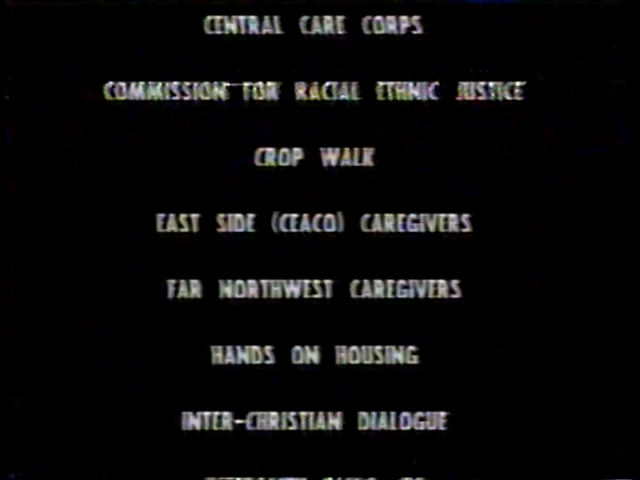 CENTRAL CARE CORPS
COMMISSION FOR RACIAL ETHNIC JUSTICE
CROP WALK
EAST SIDE (CEACO) CAREGIVERS
FAR NORTHWEST CAREGIVERS
HANDS ON HOUSING
INTER-CHRISTIAN DIALOGUE